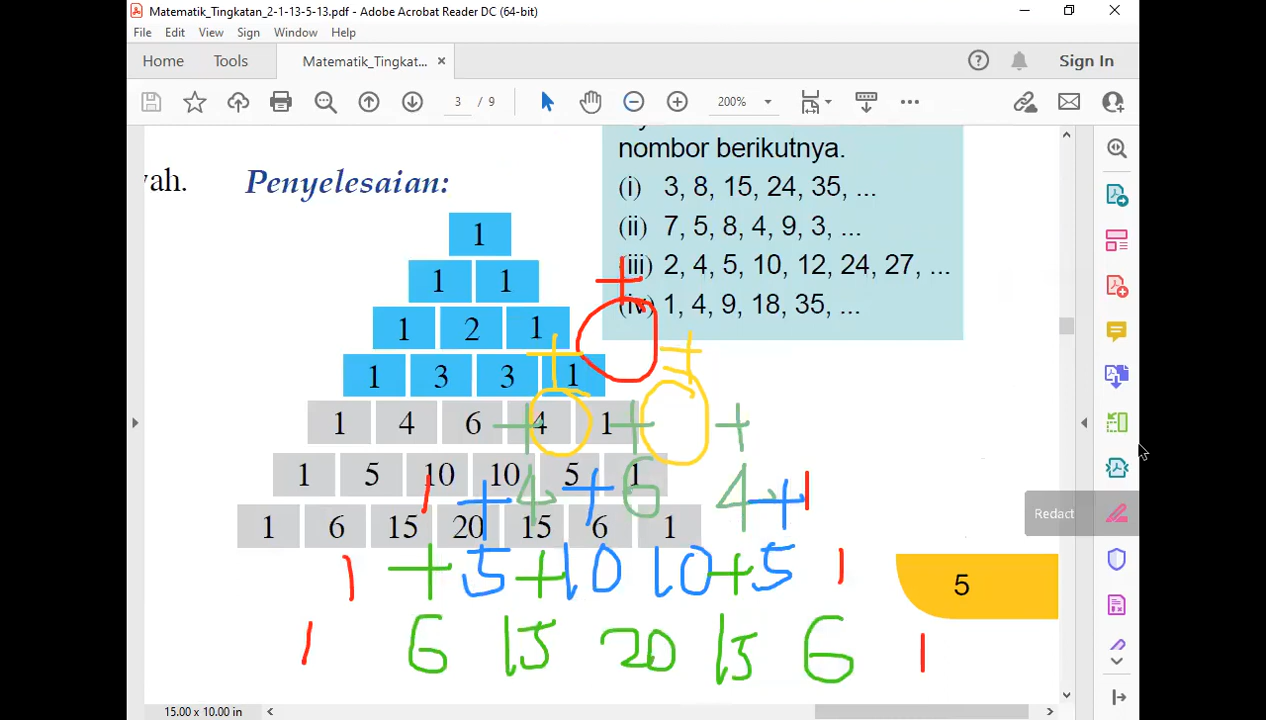 Matematik_Tingkatan_2-1-13-5-13.pdf - Adobe Acrobat Reader DC (64-bit)
File Edit View Sign Window Help
Home Tools Matematik_Tingkat... × Sign In
3 / 9 200%
nombor berikutnya.
yah. Penyelesaian:
(i) 3, 8, 15, 24, 35, ...
(ii) 7, 5, 8, 4, 9, 3, ...
(iii) 2, 4, 5, 10, 12, 24, 27, ...
(iv) 1, 4, 9, 18, 35, ...
1
1 1
1 2 1
1 3 3 1
1 4 6 4 1
1 5 10 10 5 1
1 6 15 20 15 6 1
+
+ +
+ + +
1 4 6 4 1
+ + +
1 5 10 10 5 1
+ + +
1 6 15 20 15 6 1
Redact
5
15.00 x 10.00 in